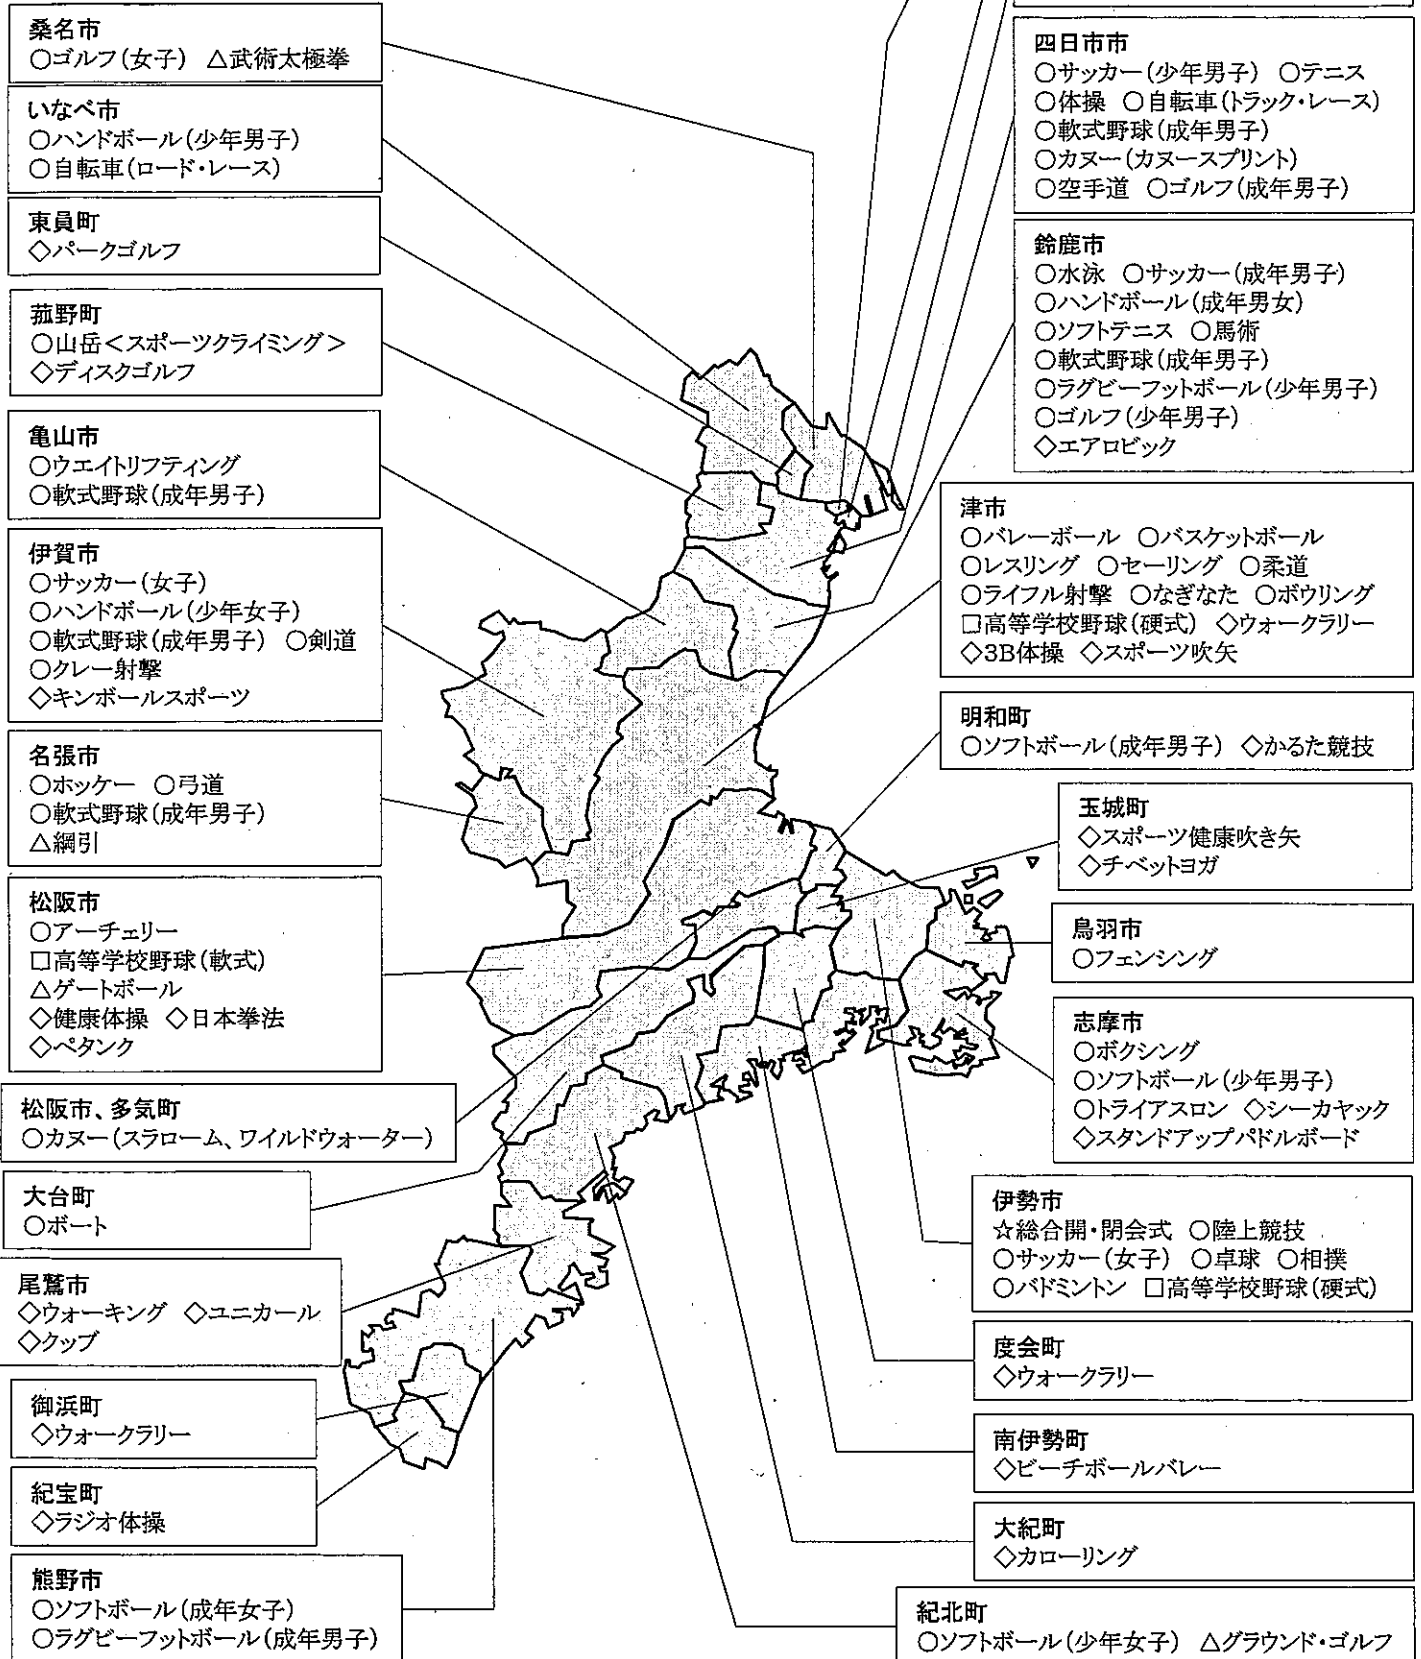 桑名市
○ゴルフ(女子) △武術太極拳
いなべ市
○ハンドボール(少年男子)
○自転車(ロード・レース)
東員町
◇パークゴルフ
菰野町
○山岳<スポーツクライミング>
◇ディスクゴルフ
亀山市
○ウエイトリフティング
○軟式野球(成年男子)
伊賀市
○サッカー(女子)
○ハンドボール(少年女子)
○軟式野球(成年男子) ○剣道
○クレー射撃
◇キンボールスポーツ
名張市
○ホッケー ○弓道
○軟式野球(成年男子)
△綱引
松阪市
○アーチェリー
□高等学校野球(軟式)
△ゲートボール
◇健康体操 ◇日本拳法
◇ペタンク
松阪市、多気町
○カヌー(スラローム、ワイルドウォーター)
大台町
○ボート
尾鷲市
◇ウォーキング ◇ユニカール
◇クッブ
御浜町
◇ウォークラリー
紀宝町
◇ラジオ体操
熊野市
○ソフトボール(成年女子)
○ラグビーフットボール(成年男子)
四日市市
○サッカー(少年男子) ○テニス
○体操 ○自転車(トラック・レース)
○軟式野球(成年男子)
○カヌー(カヌースプリント)
○空手道 ○ゴルフ(成年男子)
鈴鹿市
○水泳 ○サッカー(成年男子)
○ハンドボール(成年男女)
○ソフトテニス ○馬術
○軟式野球(成年男子)
○ラグビーフットボール(少年男子)
○ゴルフ(少年男子)
◇エアロビック
津市
○バレーボール ○バスケットボール
○レスリング ○セーリング ○柔道
○ライフル射撃 ○なぎなた ○ボウリング
□高等学校野球(硬式) ◇ウォークラリー
◇3B体操 ◇スポーツ吹矢
明和町
○ソフトボール(成年男子) ◇かるた競技
玉城町
◇スポーツ健康吹き矢
◇チベットヨガ
鳥羽市
○フェンシング
志摩市
○ボクシング
○ソフトボール(少年男子)
○トライアスロン ◇シーカヤック
◇スタンドアップパドルボード
伊勢市
☆総合開・閉会式 ○陸上競技
○サッカー(女子) ○卓球 ○相撲
○バドミントン □高等学校野球(硬式)
度会町
◇ウォークラリー
南伊勢町
◇ビーチボールバレー
大紀町
◇カローリング
紀北町
○ソフトボール(少年女子) △グラウンド・ゴルフ